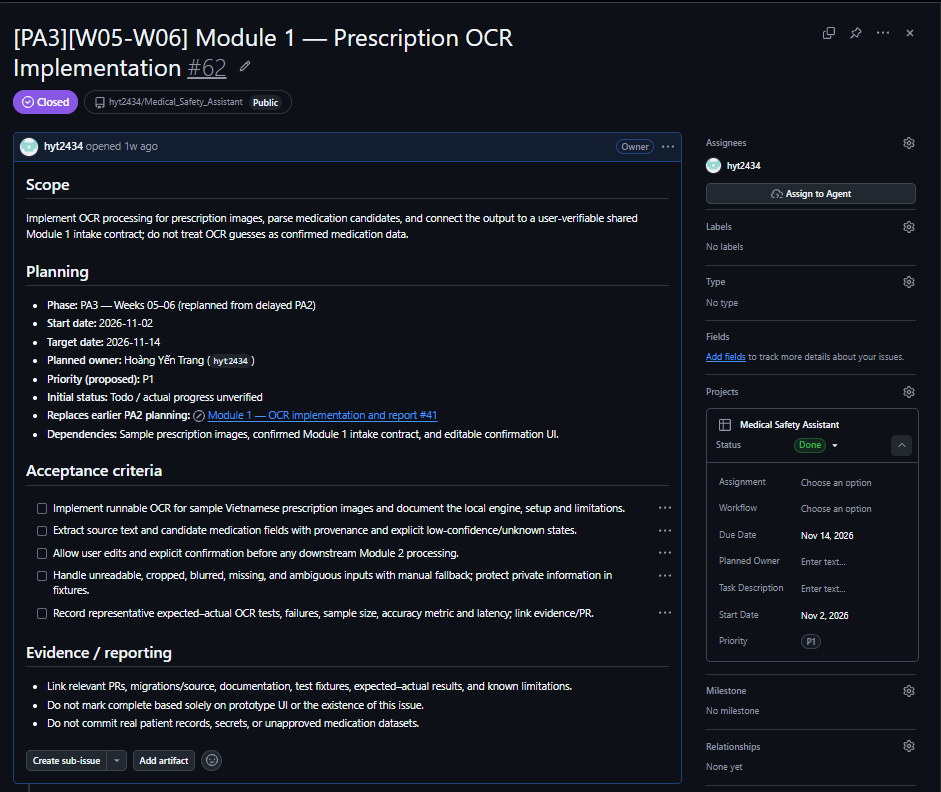 [PA3][W05-W06] Module 1 — Prescription OCR
Implementation #62
Closed
hyt2434/Medical_Safety_Assistant Public
hyt2434 opened 1w ago
Owner
Scope
Implement OCR processing for prescription images, parse medication candidates, and connect the output to a user-verifiable shared
Module 1 intake contract; do not treat OCR guesses as confirmed medication data.
Planning
Phase: PA3 — Weeks 05–06 (replanned from delayed PA2)
Start date: 2026-11-02
Target date: 2026-11-14
Planned owner: Hoàng Yến Trang ( hyt2434 )
Priority (proposed): P1
Initial status: Todo / actual progress unverified
Replaces earlier PA2 planning: Module 1 — OCR implementation and report #41
Dependencies: Sample prescription images, confirmed Module 1 intake contract, and editable confirmation UI.
Acceptance criteria
Implement runnable OCR for sample Vietnamese prescription images and document the local engine, setup and limitations.
Extract source text and candidate medication fields with provenance and explicit low-confidence/unknown states.
Allow user edits and explicit confirmation before any downstream Module 2 processing.
Handle unreadable, cropped, blurred, missing, and ambiguous inputs with manual fallback; protect private information in
fixtures.
Record representative expected–actual OCR tests, failures, sample size, accuracy metric and latency; link evidence/PR.
Evidence / reporting
Link relevant PRs, migrations/source, documentation, test fixtures, expected–actual results, and known limitations.
Do not mark complete based solely on prototype UI or the existence of this issue.
Do not commit real patient records, secrets, or unapproved medication datasets.
Create sub-issue
Add artifact
Assignees
hyt2434
Assign to Agent
Labels
No labels
Type
No type
Fields
Add fields to track more details about your issues.
Projects
Medical Safety Assistant
Status Done
Assignment Choose an option
Workflow Choose an option
Due Date Nov 14, 2026
Planned Owner Enter text...
Task Description Enter text...
Start Date Nov 2, 2026
Priority P1
Milestone
No milestone
Relationships
None yet